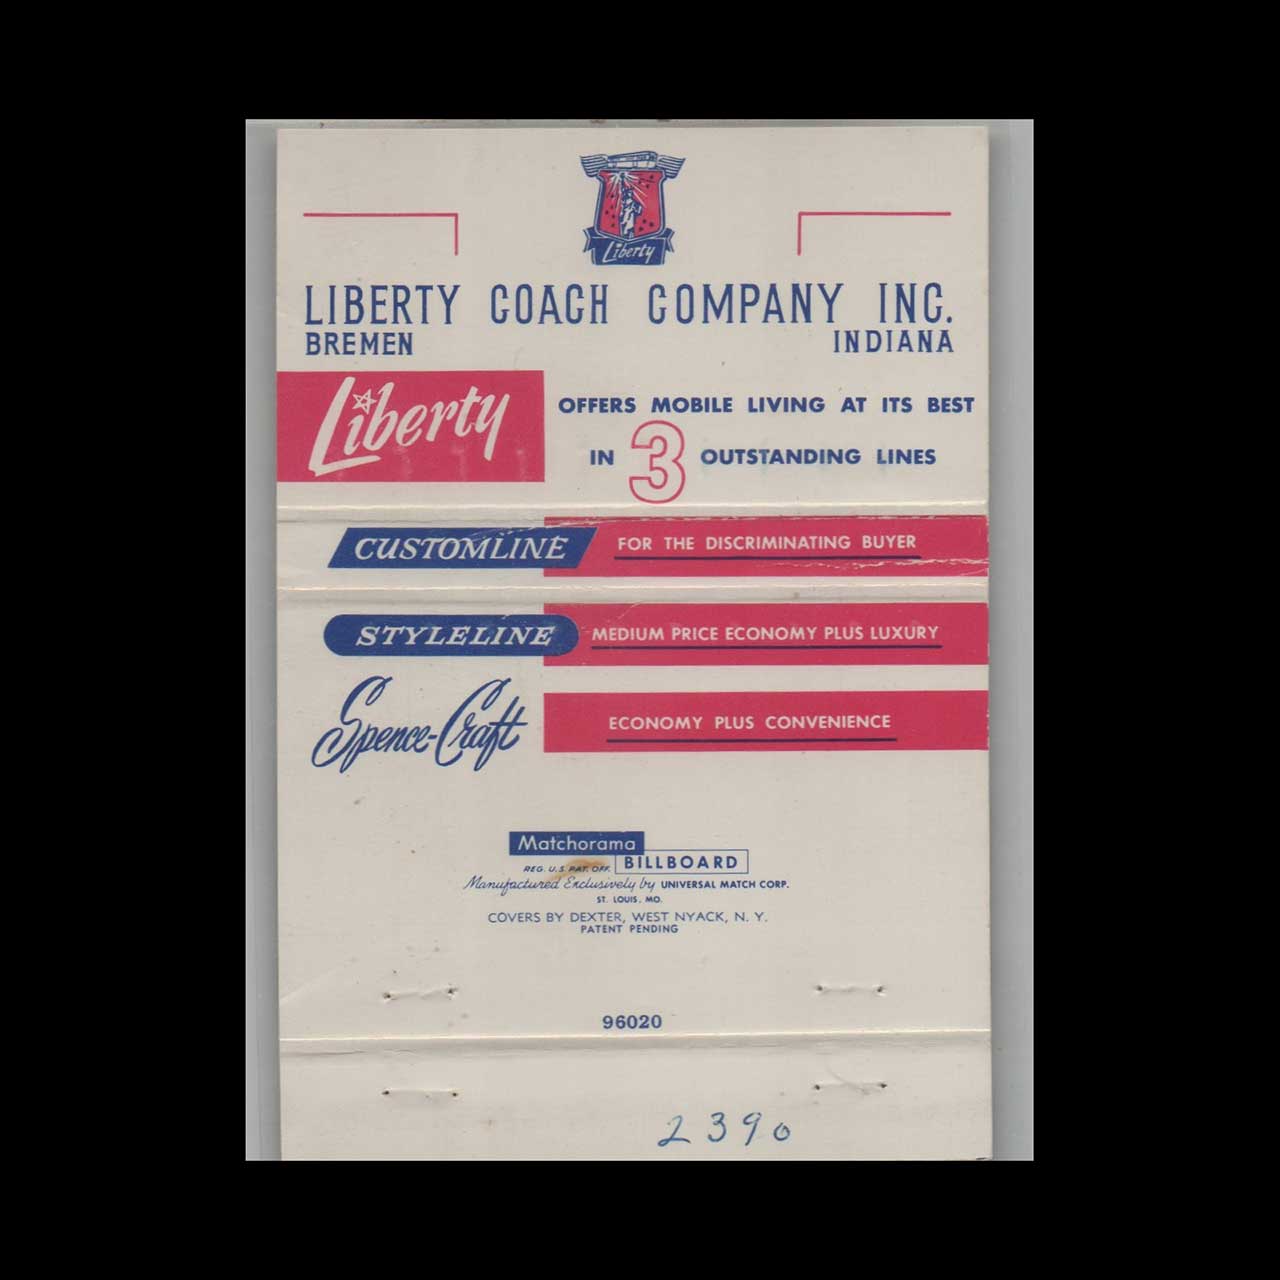 Liberty
LIBERTY COACH COMPANY INC.
BREMEN INDIANA
Liberty
OFFERS MOBILE LIVING AT ITS BEST
IN 3 OUTSTANDING LINES
CUSTOMLINE FOR THE DISCRIMINATING BUYER
STYLELINE MEDIUM PRICE ECONOMY PLUS LUXURY
Spence-Craft ECONOMY PLUS CONVENIENCE
Matchorama
REG. U.S. PAT. OFF. BILLBOARD
Manufactured Exclusively by UNIVERSAL MATCH CORP.
ST. LOUIS, MO.
COVERS BY DEXTER, WEST NYACK, N. Y.
PATENT PENDING
96020
2390